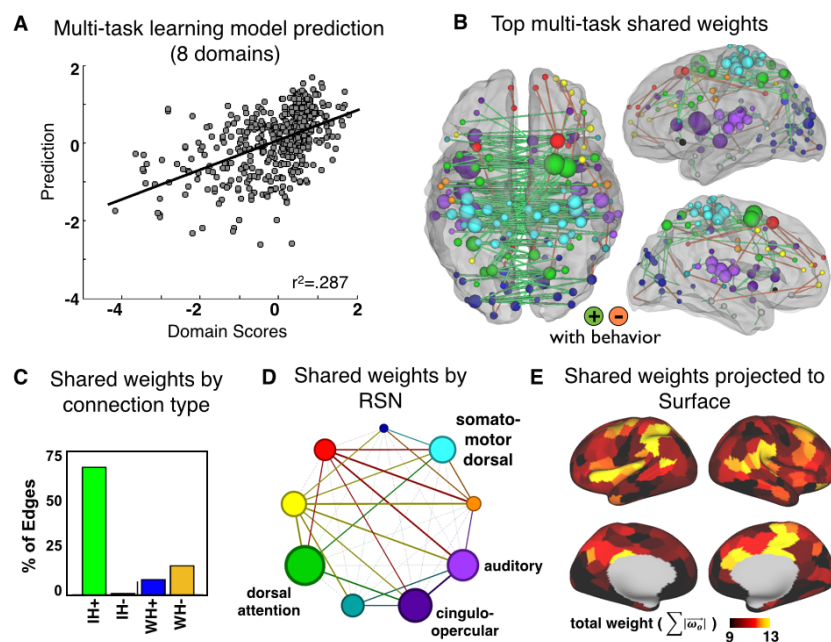 A
Multi-task learning model prediction
(8 domains)
2
0
-2
-4
Prediction
-4
-2
0
2
r²=.287
Domain Scores
B
Top multi-task shared weights
+
-
with behavior
C
Shared weights by
connection type
75
50
25
0
% of Edges
IH+
IH-
WH+
WH-
D
Shared weights by
RSN
somato-
motor
dorsal
auditory
dorsal
attention
cingulo-
opercular
E
Shared weights projected to
Surface
total weight (∑|ω⃗ₒ|)
9
13